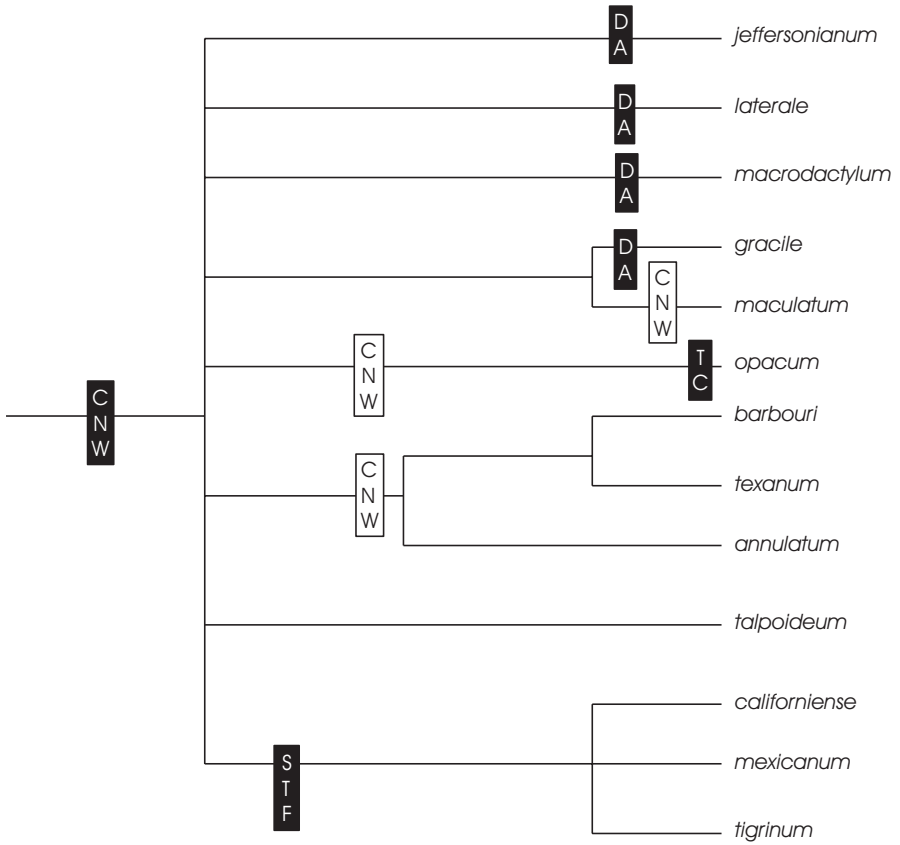 D
A
jeffersonianum
D
A
laterale
D
A
macrodactylum
D
A
gracile
C
N
W
maculatum
C
N
W
T
C
opacum
C
N
W
barbouri
C
N
W
texanum
annulatum
talpoideum
californiense
S
T
F
mexicanum
tigrinum